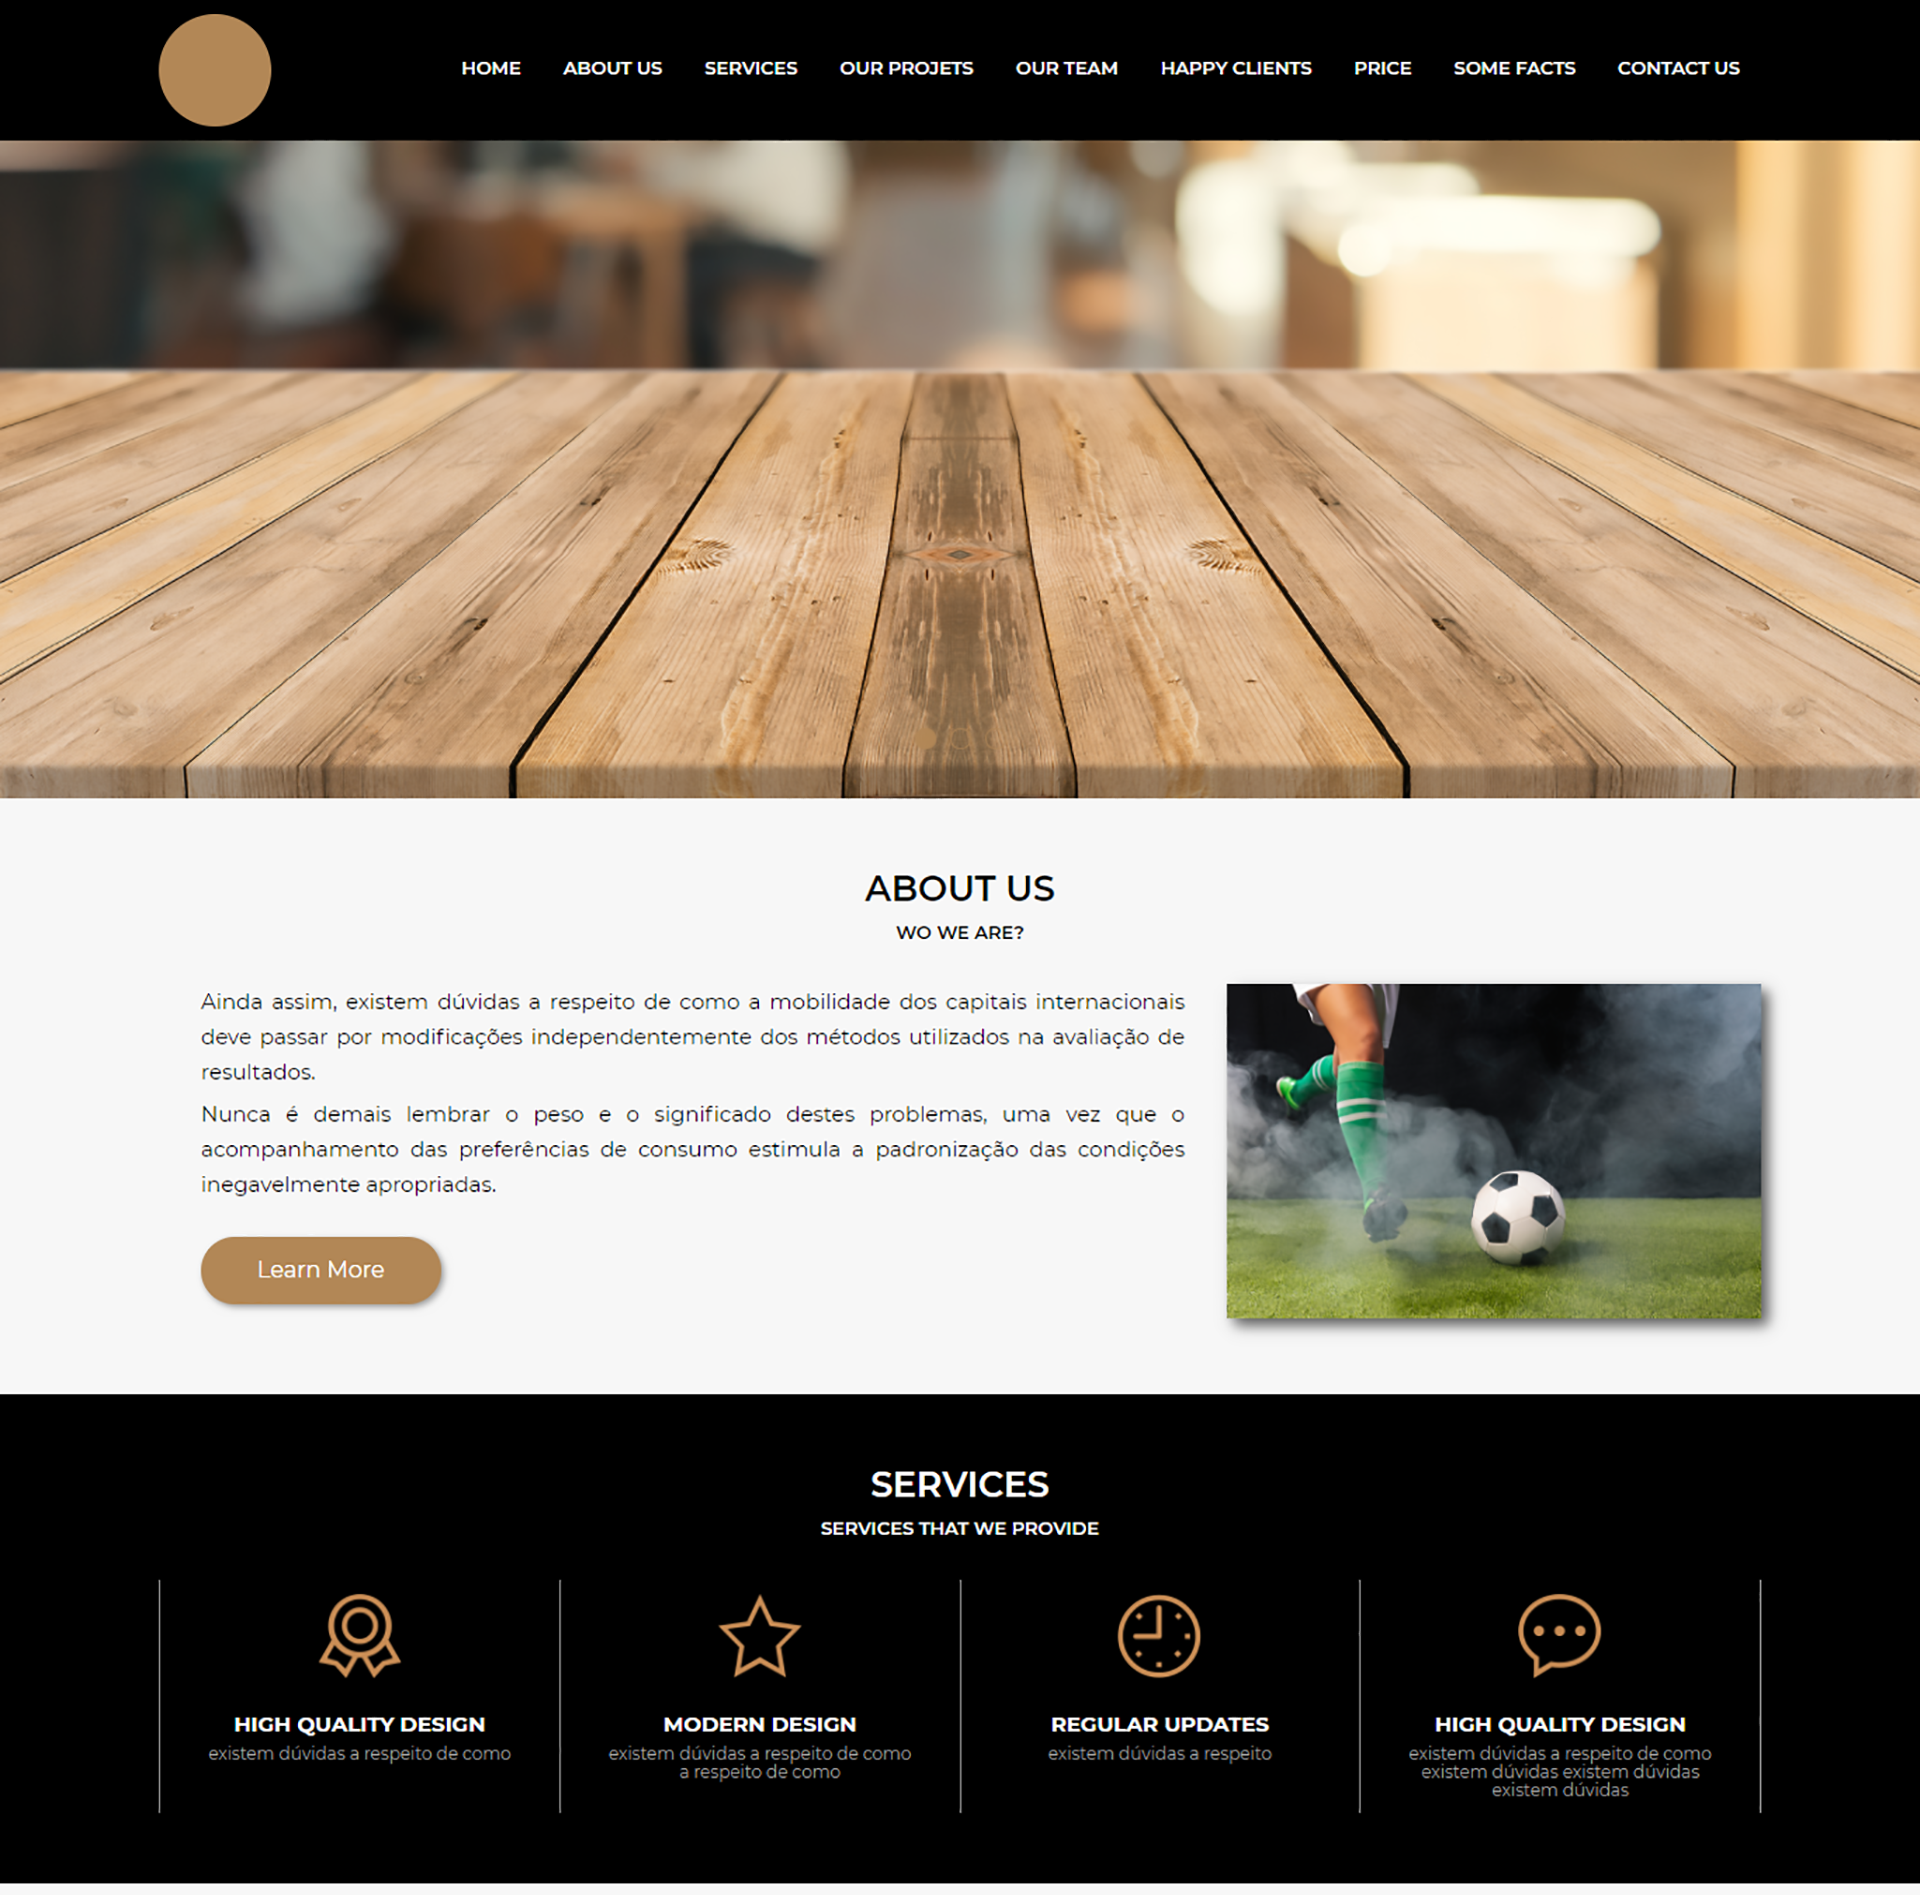 HOME ABOUT US SERVICES OUR PROJETS OUR TEAM HAPPY CLIENTS PRICE SOME FACTS CONTACT US
ABOUT US
WO WE ARE?
Ainda assim, existem dúvidas a respeito de como a mobilidade dos capitais internacionais
deve passar por modificações independentemente dos métodos utilizados na avaliação de
resultados.
Nunca é demais lembrar o peso e o significado destes problemas, uma vez que o
acompanhamento das preferências de consumo estimula a padronização das condições
inegavelmente apropriadas.
Learn More
SERVICES
SERVICES THAT WE PROVIDE
HIGH QUALITY DESIGN
existem dúvidas a respeito de como
MODERN DESIGN
existem dúvidas a respeito de como
a respeito de como
REGULAR UPDATES
existem dúvidas a respeito
HIGH QUALITY DESIGN
existem dúvidas a respeito de como
existem dúvidas existem dúvidas
existem dúvidas